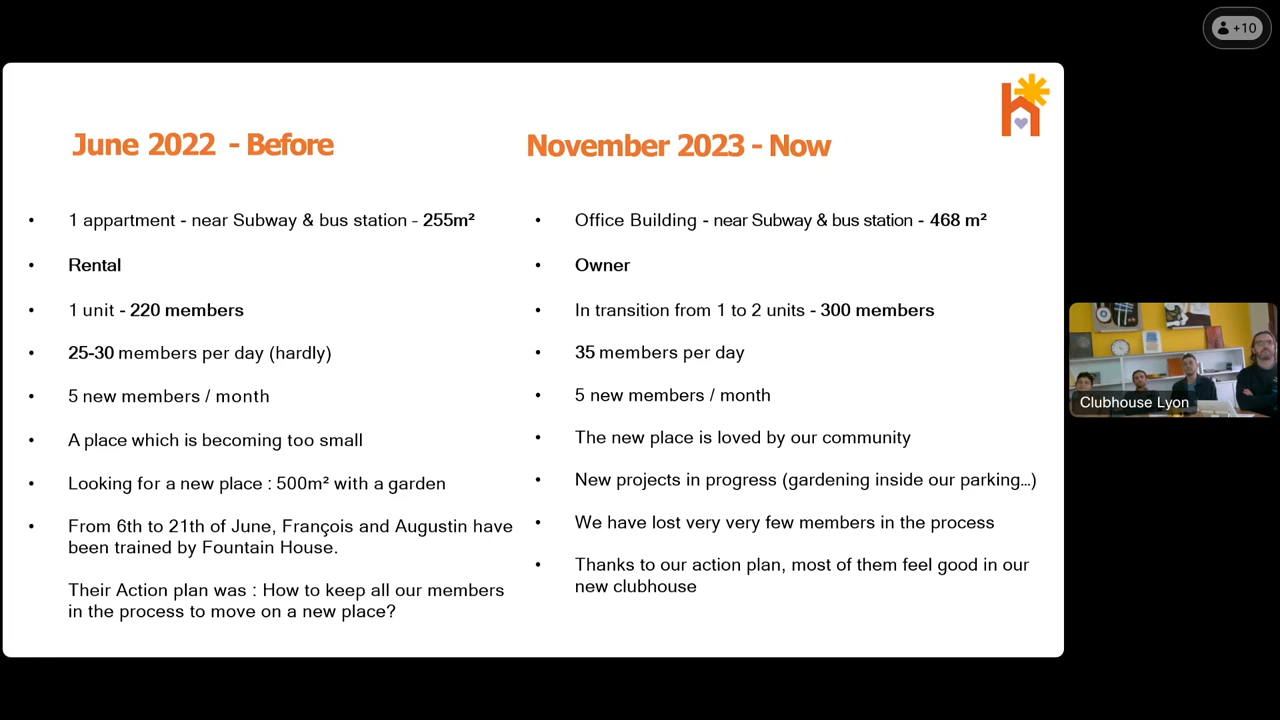 +10
June 2022 - Before
• 1 appartment - near Subway & bus station - 255m²
• Rental
• 1 unit - 220 members
• 25-30 members per day (hardly)
• 5 new members / month
• A place which is becoming too small
• Looking for a new place : 500m² with a garden
• From 6th to 21th of June, François and Augustin have
been trained by Fountain House.
Their Action plan was : How to keep all our members
in the process to move on a new place?
November 2023 - Now
• Office Building - near Subway & bus station - 468 m²
• Owner
• In transition from 1 to 2 units - 300 members
• 35 members per day
• 5 new members / month
• The new place is loved by our community
• New projects in progress (gardening inside our parking...)
• We have lost very very few members in the process
• Thanks to our action plan, most of them feel good in our
new clubhouse
Clubhouse Lyon